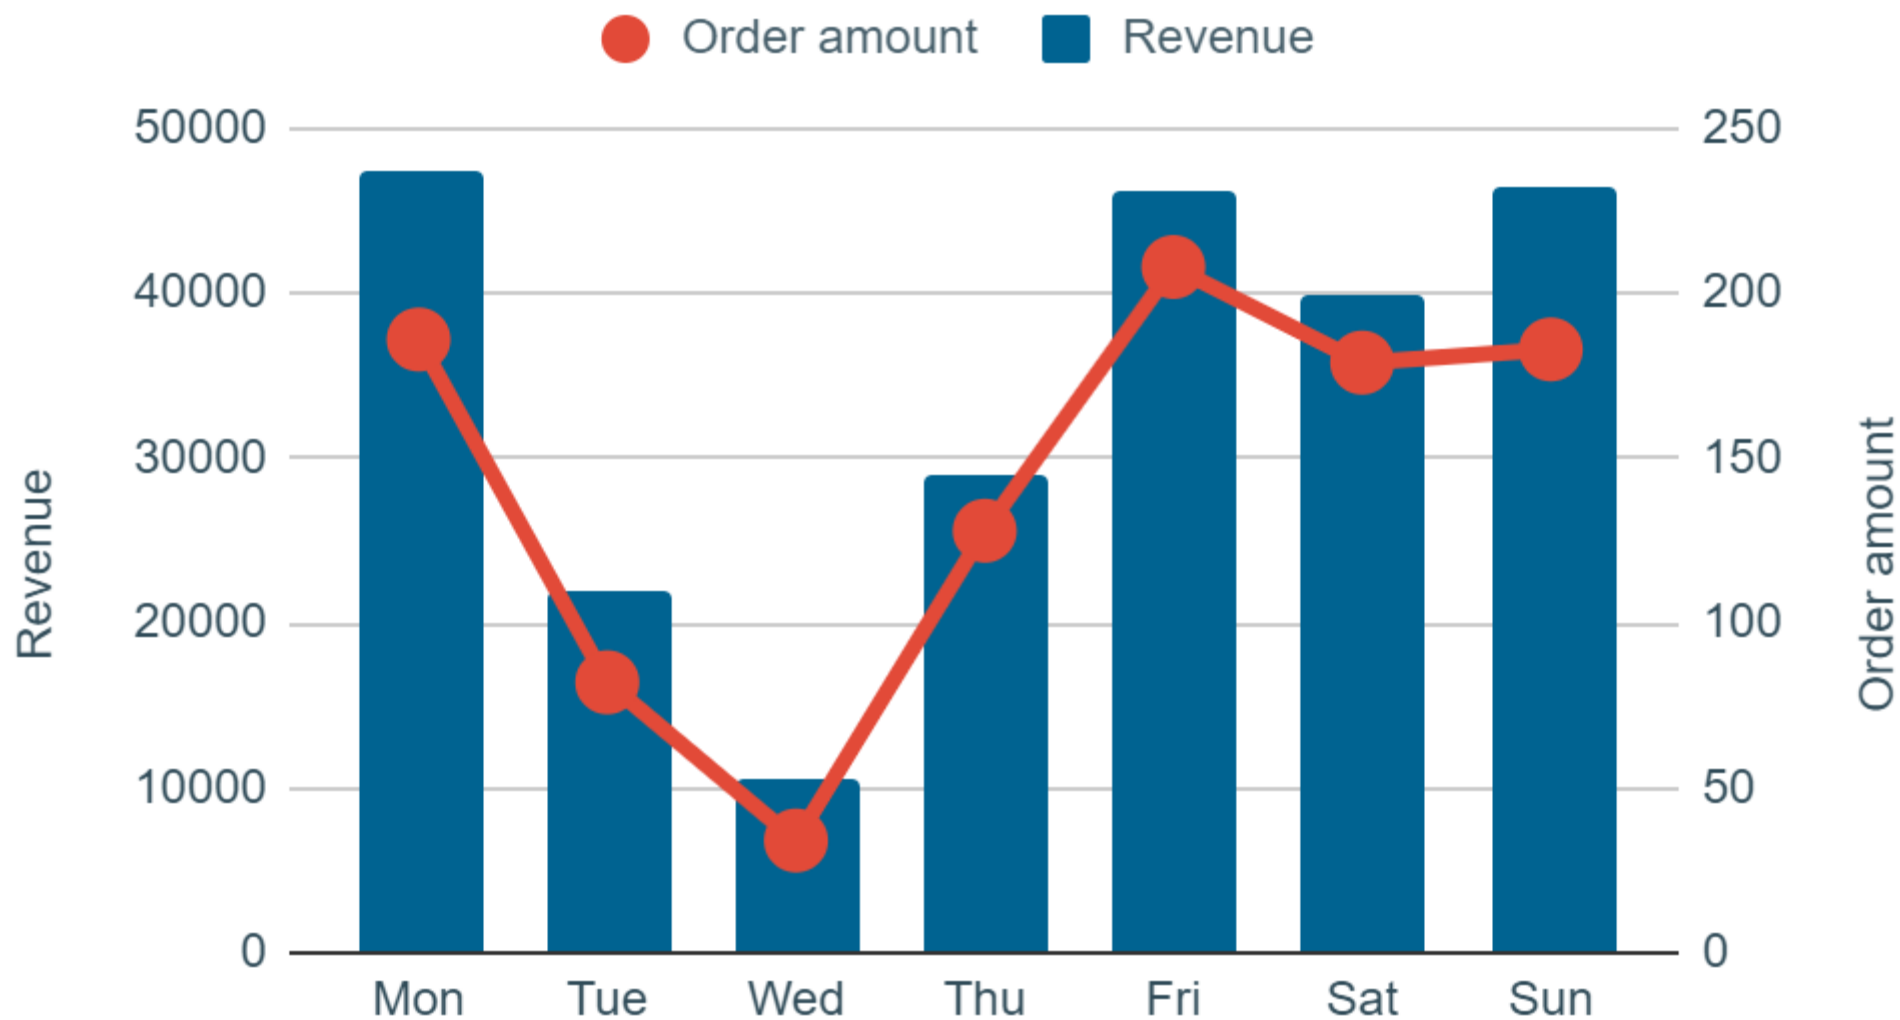 Order amount Revenue
50000 250
40000 200
30000 150
20000 100
10000 50
0 0
Revenue
Order amount
Mon Tue Wed Thu Fri Sat Sun